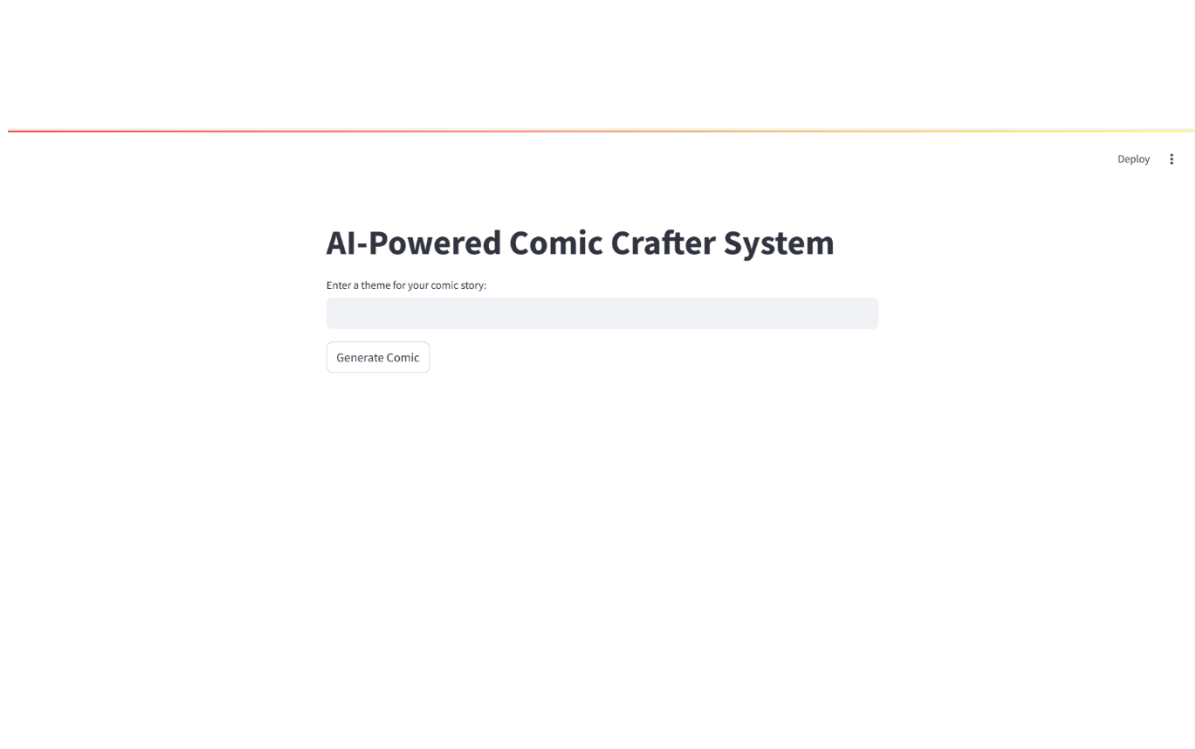 Deploy
AI-Powered Comic Crafter System
Enter a theme for your comic story:
Generate Comic